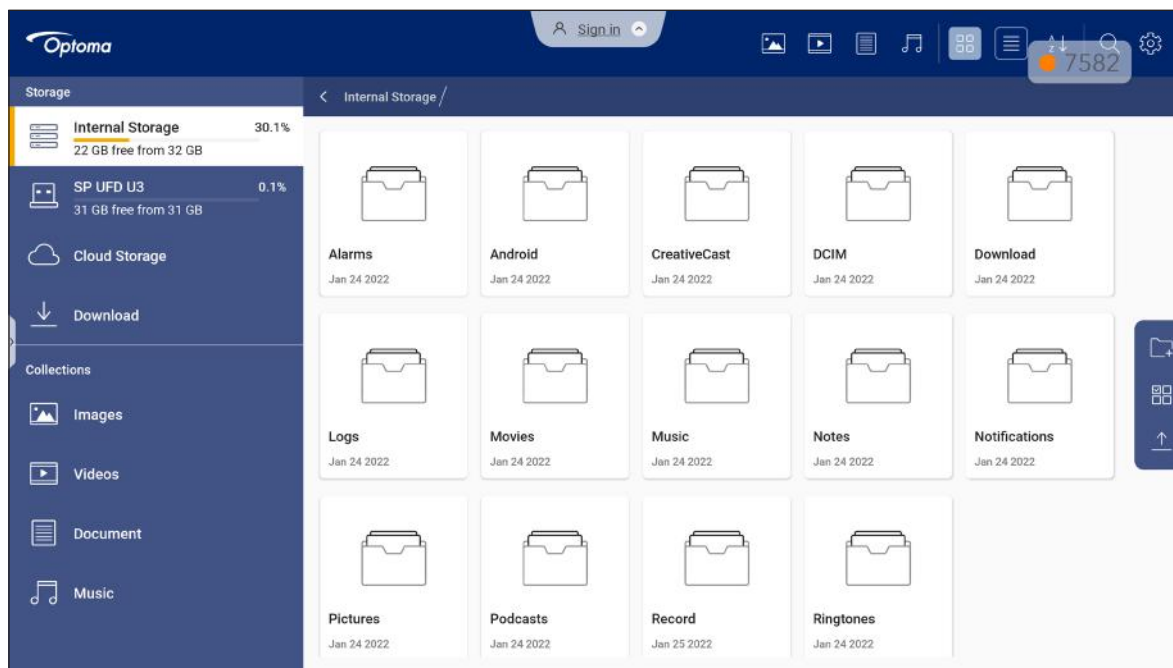 Optoma
Sign in
7582
Storage
Internal Storage /
Internal Storage 30.1%
22 GB free from 32 GB
SP UFD U3 0.1%
31 GB free from 31 GB
Cloud Storage
Download
Collections
Images
Videos
Document
Music
Alarms
Jan 24 2022
Android
Jan 24 2022
CreativeCast
Jan 24 2022
DCIM
Jan 24 2022
Download
Jan 24 2022
Logs
Jan 24 2022
Movies
Jan 24 2022
Music
Jan 24 2022
Notes
Jan 24 2022
Notifications
Jan 24 2022
Pictures
Jan 24 2022
Podcasts
Jan 24 2022
Record
Jan 25 2022
Ringtones
Jan 24 2022